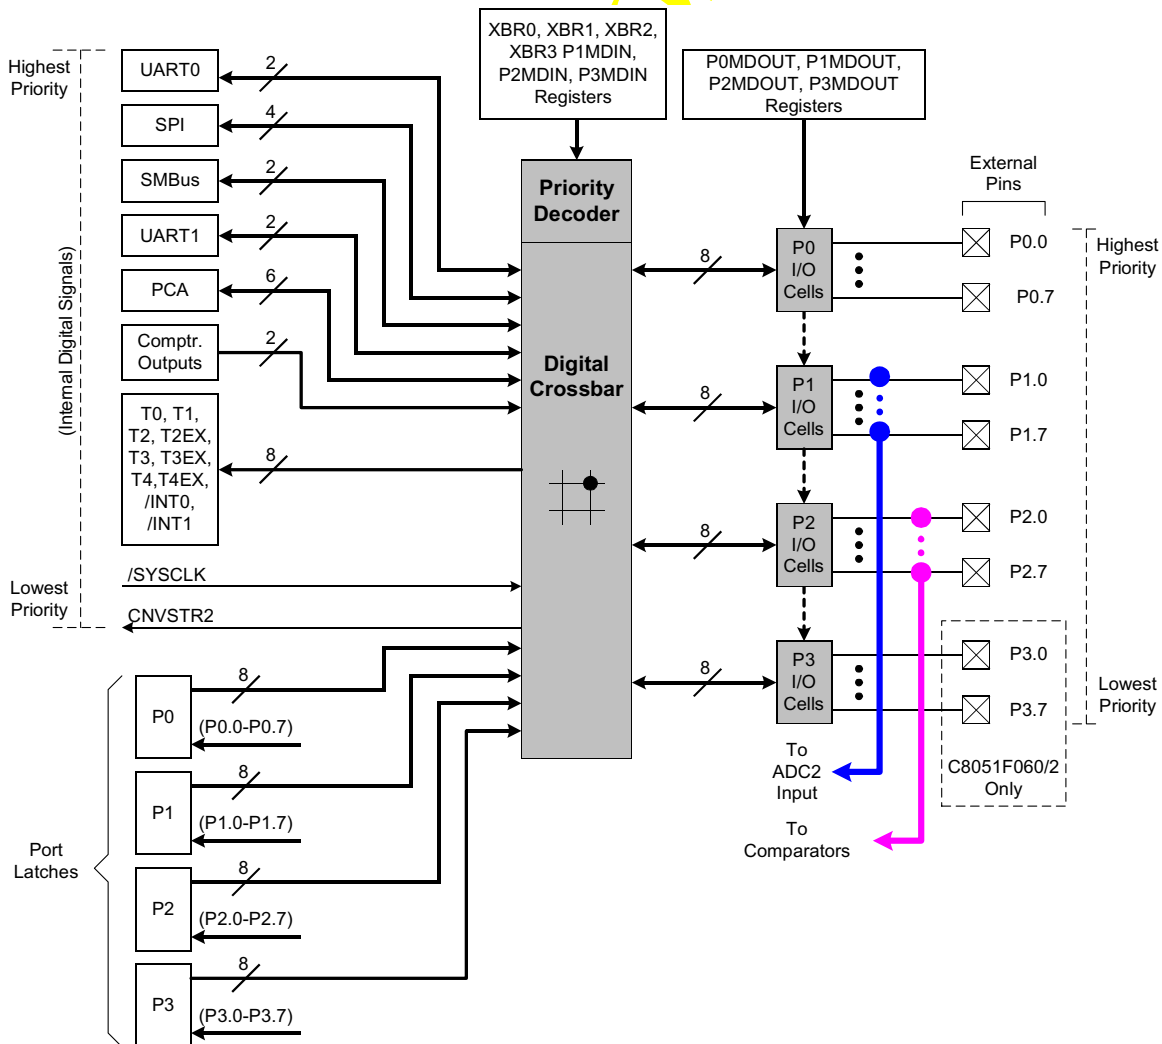 XBR0, XBR1, XBR2,
XBR3 P1MDIN,
P2MDIN, P3MDIN
Registers
P0MDOUT, P1MDOUT,
P2MDOUT, P3MDOUT
Registers
Highest
Priority
UART0
2
SPI
4
SMBus
2
UART1
2
PCA
6
Comptr.
Outputs
2
T0, T1,
T2, T2EX,
T3, T3EX,
T4,T4EX,
/INT0,
/INT1
8
(Internal Digital Signals)
/SYSCLK
CNVSTR2
Lowest
Priority
Priority
Decoder
Digital
Crossbar
External
Pins
8
P0
I/O
Cells
P0.0
P0.7
Highest
Priority
8
P1
I/O
Cells
P1.0
P1.7
8
P2
I/O
Cells
P2.0
P2.7
8
P3
I/O
Cells
P3.0
P3.7
Lowest
Priority
C8051F060/2
Only
To
ADC2
Input
To
Comparators
Port
Latches
P0
8
(P0.0-P0.7)
P1
8
(P1.0-P1.7)
P2
8
(P2.0-P2.7)
P3
8
(P3.0-P3.7)